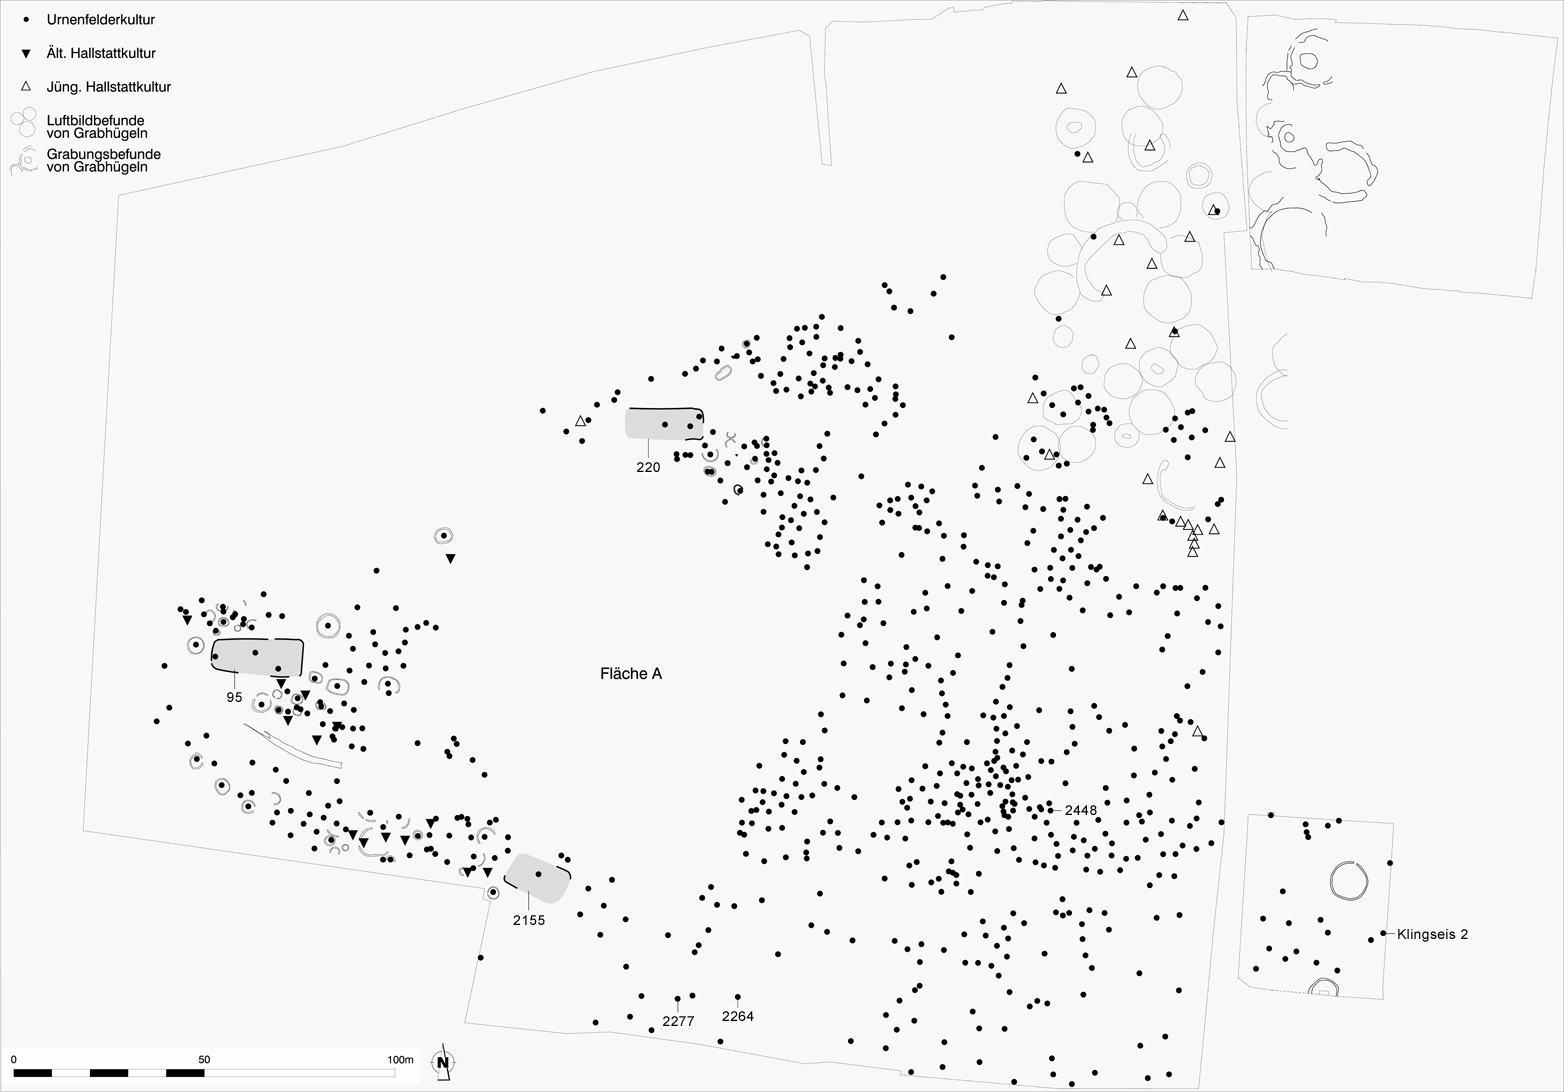 Urnenfelderkultur
Ält. Hallstattkultur
Jüng. Hallstattkultur
Luftbildbefunde
von Grabhügeln
Grabungsbefunde
von Grabhügeln
220
95
Fläche A
2448
2155
Klingseis 2
2277
2264
0 50 100m
N